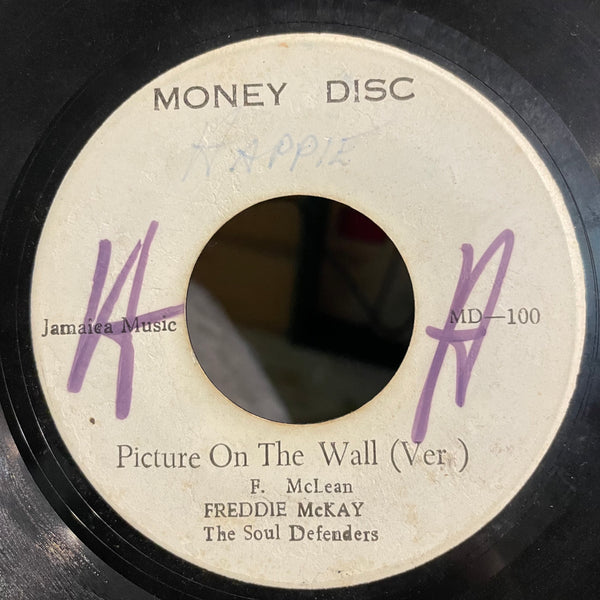 MONEY DISC
HAPPIE
H
A
Jamaica Music
MD—100
Picture On The Wall (Ver.)
F. McLean
FREDDIE McKAY
The Soul Defenders